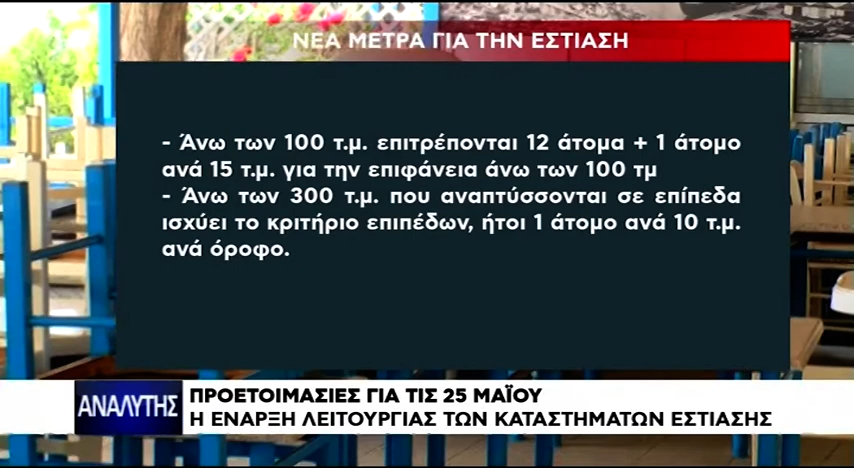 ΝΕΑ ΜΕΤΡΑ ΓΙΑ ΤΗΝ ΕΣΤΙΑΣΗ
- Άνω των 100 τ.μ. επιτρέπονται 12 άτομα + 1 άτομο
ανά 15 τ.μ. για την επιφάνεια άνω των 100 τμ
- Άνω των 300 τ.μ. που αναπτύσσονται σε επίπεδα
ισχύει το κριτήριο επιπέδων, ήτοι 1 άτομο ανά 10 τ.μ.
ανά όροφο.
ΑΝΑΛΥΤΗΣ
ΠΡΟΕΤΟΙΜΑΣΙΕΣ ΓΙΑ ΤΙΣ 25 ΜΑΪΟΥ
Η ΕΝΑΡΞΗ ΛΕΙΤΟΥΡΓΙΑΣ ΤΩΝ ΚΑΤΑΣΤΗΜΑΤΩΝ ΕΣΤΙΑΣΗΣ